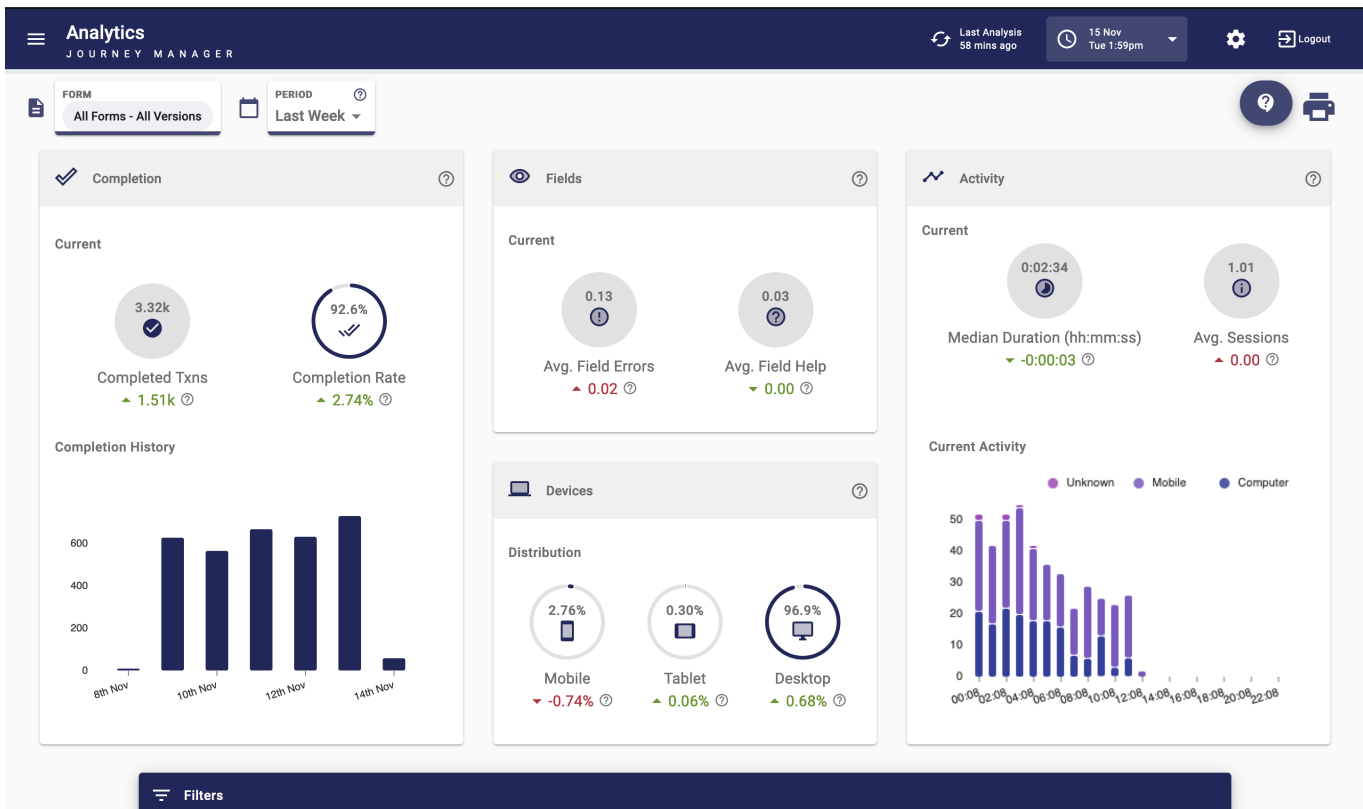 Analytics
JOURNEY MANAGER
Last Analysis
58 mins ago
15 Nov
Tue 1:59pm
Logout
FORM
All Forms - All Versions
PERIOD
Last Week
Completion
Current
3.32k
92.6%
Completed Txns
Completion Rate
1.51k
2.74%
Completion History
600
400
200
0
8th Nov
10th Nov
12th Nov
14th Nov
Fields
Current
0.13
0.03
Avg. Field Errors
Avg. Field Help
0.02
0.00
Devices
Distribution
2.76%
0.30%
96.9%
Mobile
Tablet
Desktop
-0.74%
0.06%
0.68%
Activity
Current
0:02:34
1.01
Median Duration (hh:mm:ss)
Avg. Sessions
-0:00:03
0.00
Current Activity
Unknown
Mobile
Computer
50
40
30
20
10
0
00:08
02:08
04:08
06:08
08:08
10:08
12:08
14:08
16:08
18:08
20:08
22:08
Filters